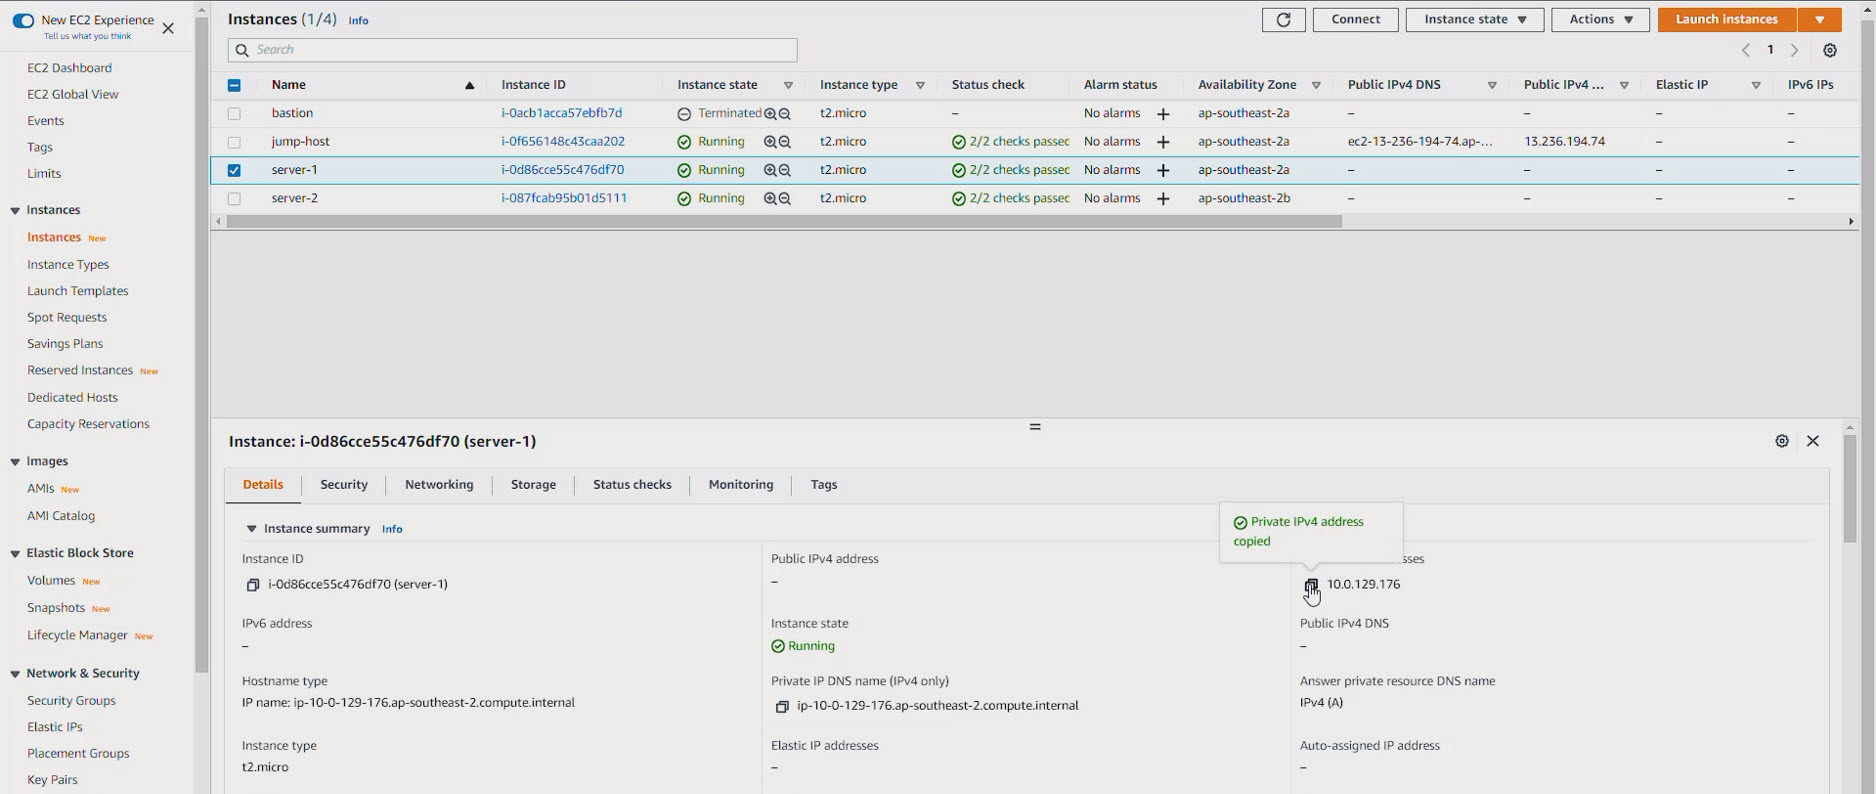 New EC2 Experience
Tell us what you think
EC2 Dashboard
EC2 Global View
Events
Tags
Limits
Instances
Instances New
Instance Types
Launch Templates
Spot Requests
Savings Plans
Reserved Instances New
Dedicated Hosts
Capacity Reservations
Images
AMIs New
AMI Catalog
Elastic Block Store
Volumes New
Snapshots New
Lifecycle Manager New
Network & Security
Security Groups
Elastic IPs
Placement Groups
Key Pairs
Instances (1/4) Info
Connect Instance state Actions Launch instances
Search
1
Name Instance ID Instance state Instance type Status check Alarm status Availability Zone Public IPv4 DNS Public IPv4 ... Elastic IP IPv6 IPs
bastion i-0acb1acca57ebfb7d Terminated t2.micro – No alarms + ap-southeast-2a – – – –
jump-host i-0f656148c43caa202 Running t2.micro 2/2 checks passec No alarms + ap-southeast-2a ec2-13-236-194-74.ap-... 13.236.194.74 – –
server-1 i-0d86cce55c476df70 Running t2.micro 2/2 checks passec No alarms + ap-southeast-2a – – – –
server-2 i-087fcab95b01d5111 Running t2.micro 2/2 checks passec No alarms + ap-southeast-2b – – – –
Instance: i-0d86cce55c476df70 (server-1)
Details Security Networking Storage Status checks Monitoring Tags
Instance summary Info
Private IPv4 address
copied
Instance ID
i-0d86cce55c476df70 (server-1)
Public IPv4 address
–
esses
10.0.129.176
IPv6 address
–
Instance state
Running
Public IPv4 DNS
–
Hostname type
IP name: ip-10-0-129-176.ap-southeast-2.compute.internal
Private IP DNS name (IPv4 only)
ip-10-0-129-176.ap-southeast-2.compute.internal
Answer private resource DNS name
IPv4 (A)
Instance type
t2.micro
Elastic IP addresses
–
Auto-assigned IP address
–